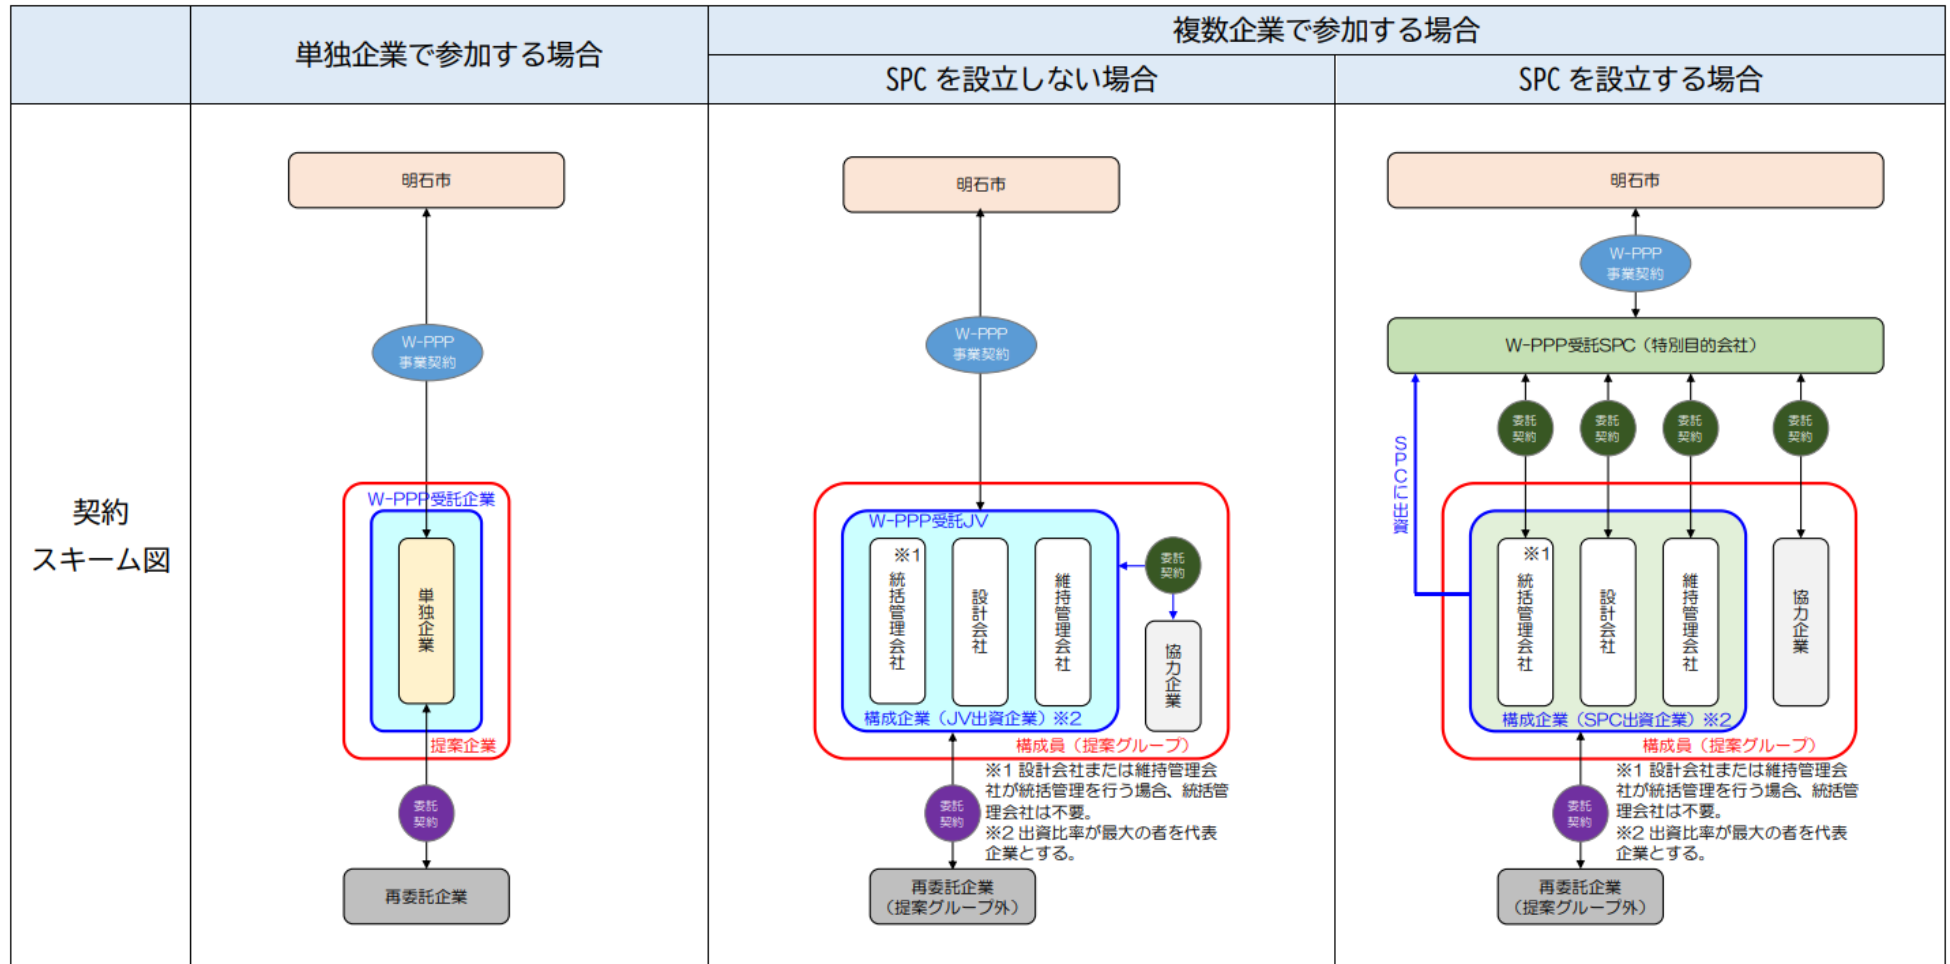 単独企業で参加する場合
複数企業で参加する場合
SPC を設立しない場合
SPC を設立する場合
契約
スキーム図
明石市
W-PPP
事業契約
W-PPP受託企業
単独企業
提案企業
委託
契約
再委託企業
明石市
W-PPP
事業契約
W-PPP受託JV
※1
統括管理会社
設計会社
維持管理会社
委託
契約
協力企業
構成企業（JV出資企業）※2
構成員（提案グループ）
※1 設計会社または維持管理会
社が統括管理を行う場合、統括管
理会社は不要。
※2 出資比率が最大の者を代表
企業とする。
委託
契約
再委託企業
（提案グループ外）
明石市
W-PPP
事業契約
W-PPP受託SPC（特別目的会社）
委託
契約
委託
契約
委託
契約
委託
契約
SPCに出資
※1
統括管理会社
設計会社
維持管理会社
協力企業
構成企業（SPC出資企業）※2
構成員（提案グループ）
※1 設計会社または維持管理会
社が統括管理を行う場合、統括管
理会社は不要。
※2 出資比率が最大の者を代表
企業とする。
委託
契約
再委託企業
（提案グループ外）